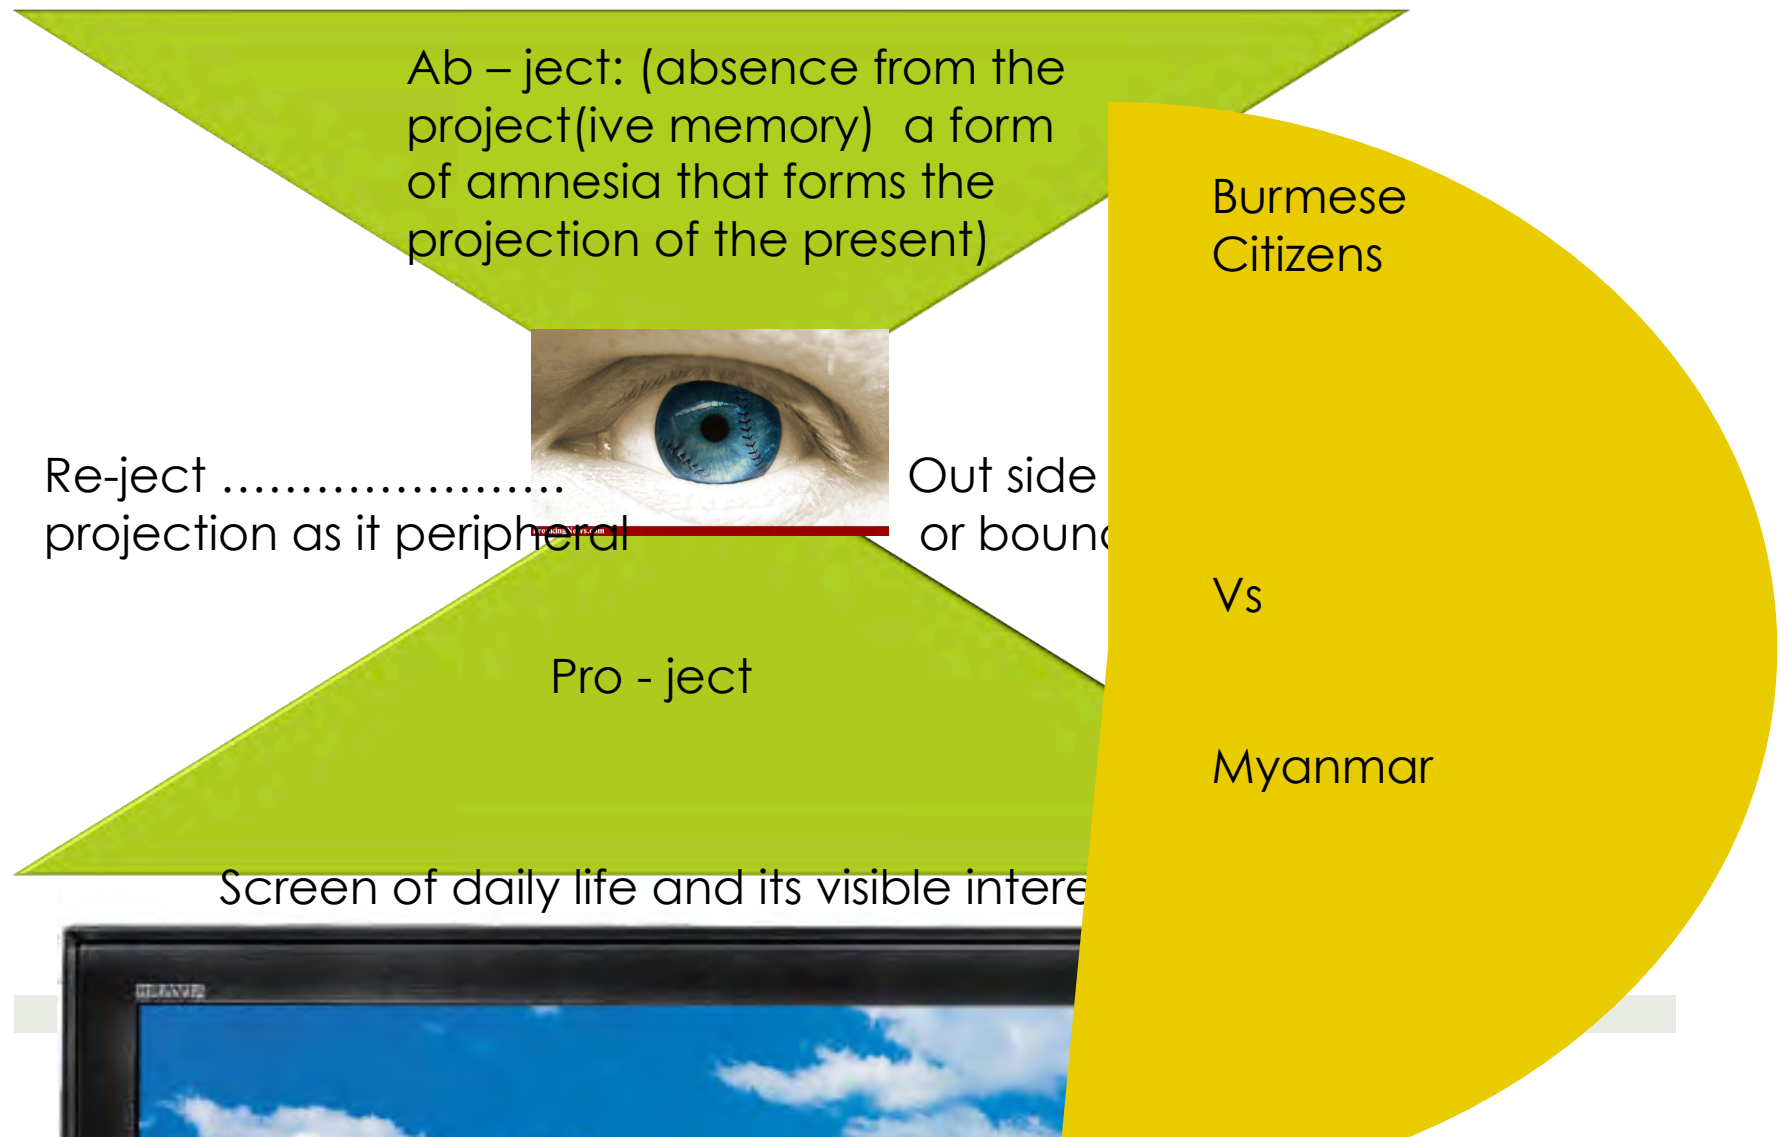 Ab – ject: (absence from the
project(ive memory)  a form
of amnesia that forms the
projection of the present)
Burmese
Citizens
Re-ject ......................
projection as it peripheral
Out side
or bound
Vs
Pro - ject
Myanmar
Screen of daily life and its visible intere
BRAVIA